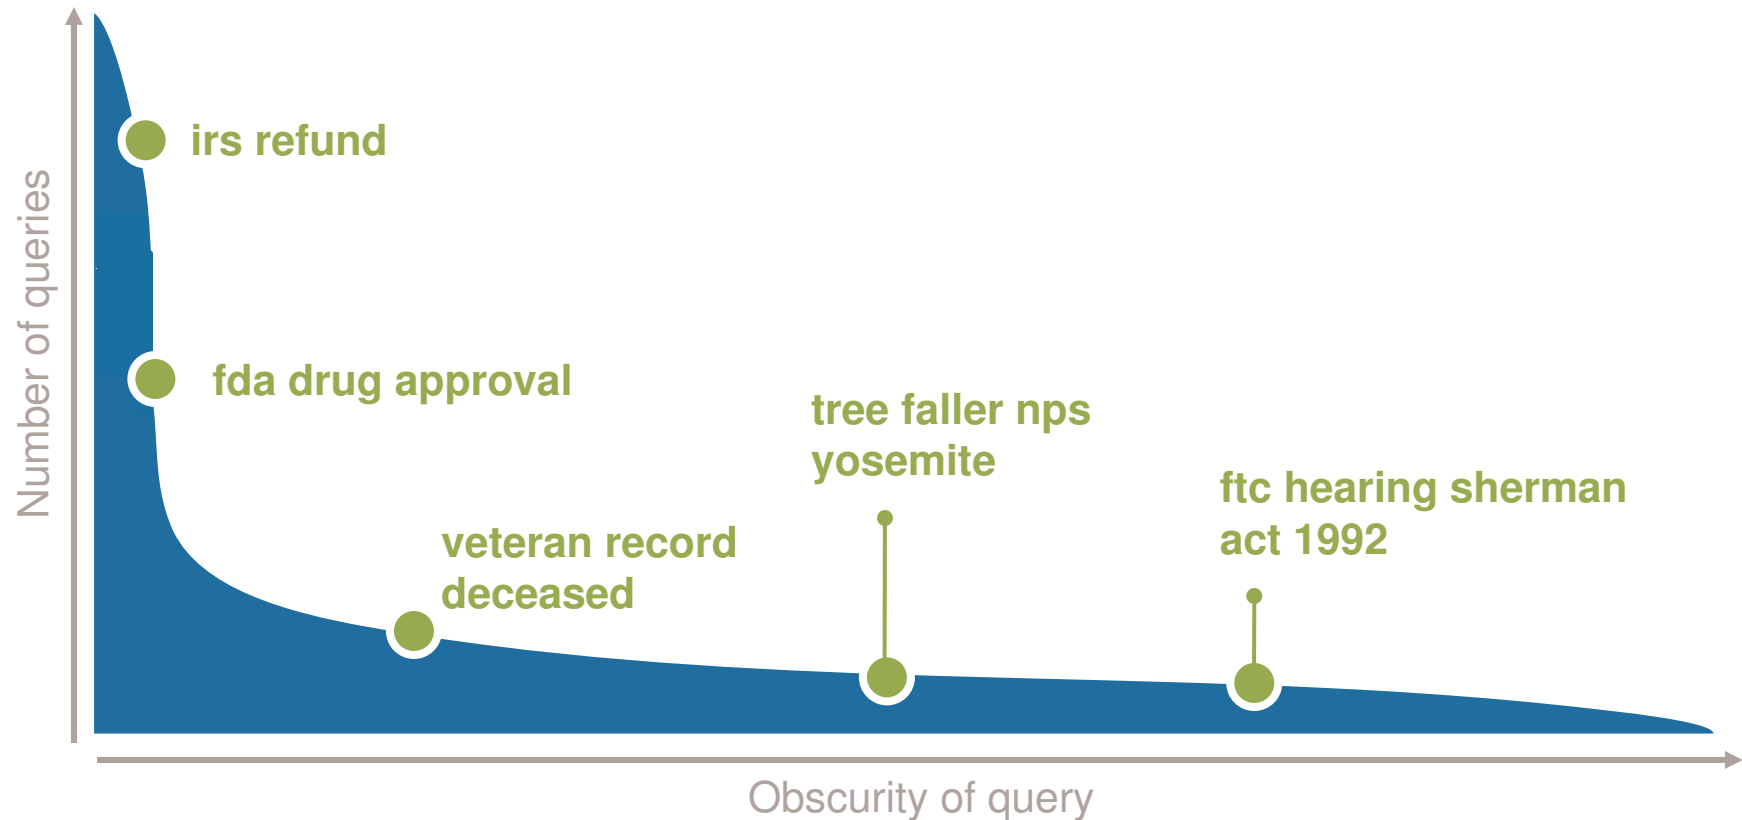 Number of queries
irs refund
fda drug approval
veteran record
deceased
tree faller nps
yosemite
ftc hearing sherman
act 1992
Obscurity of query